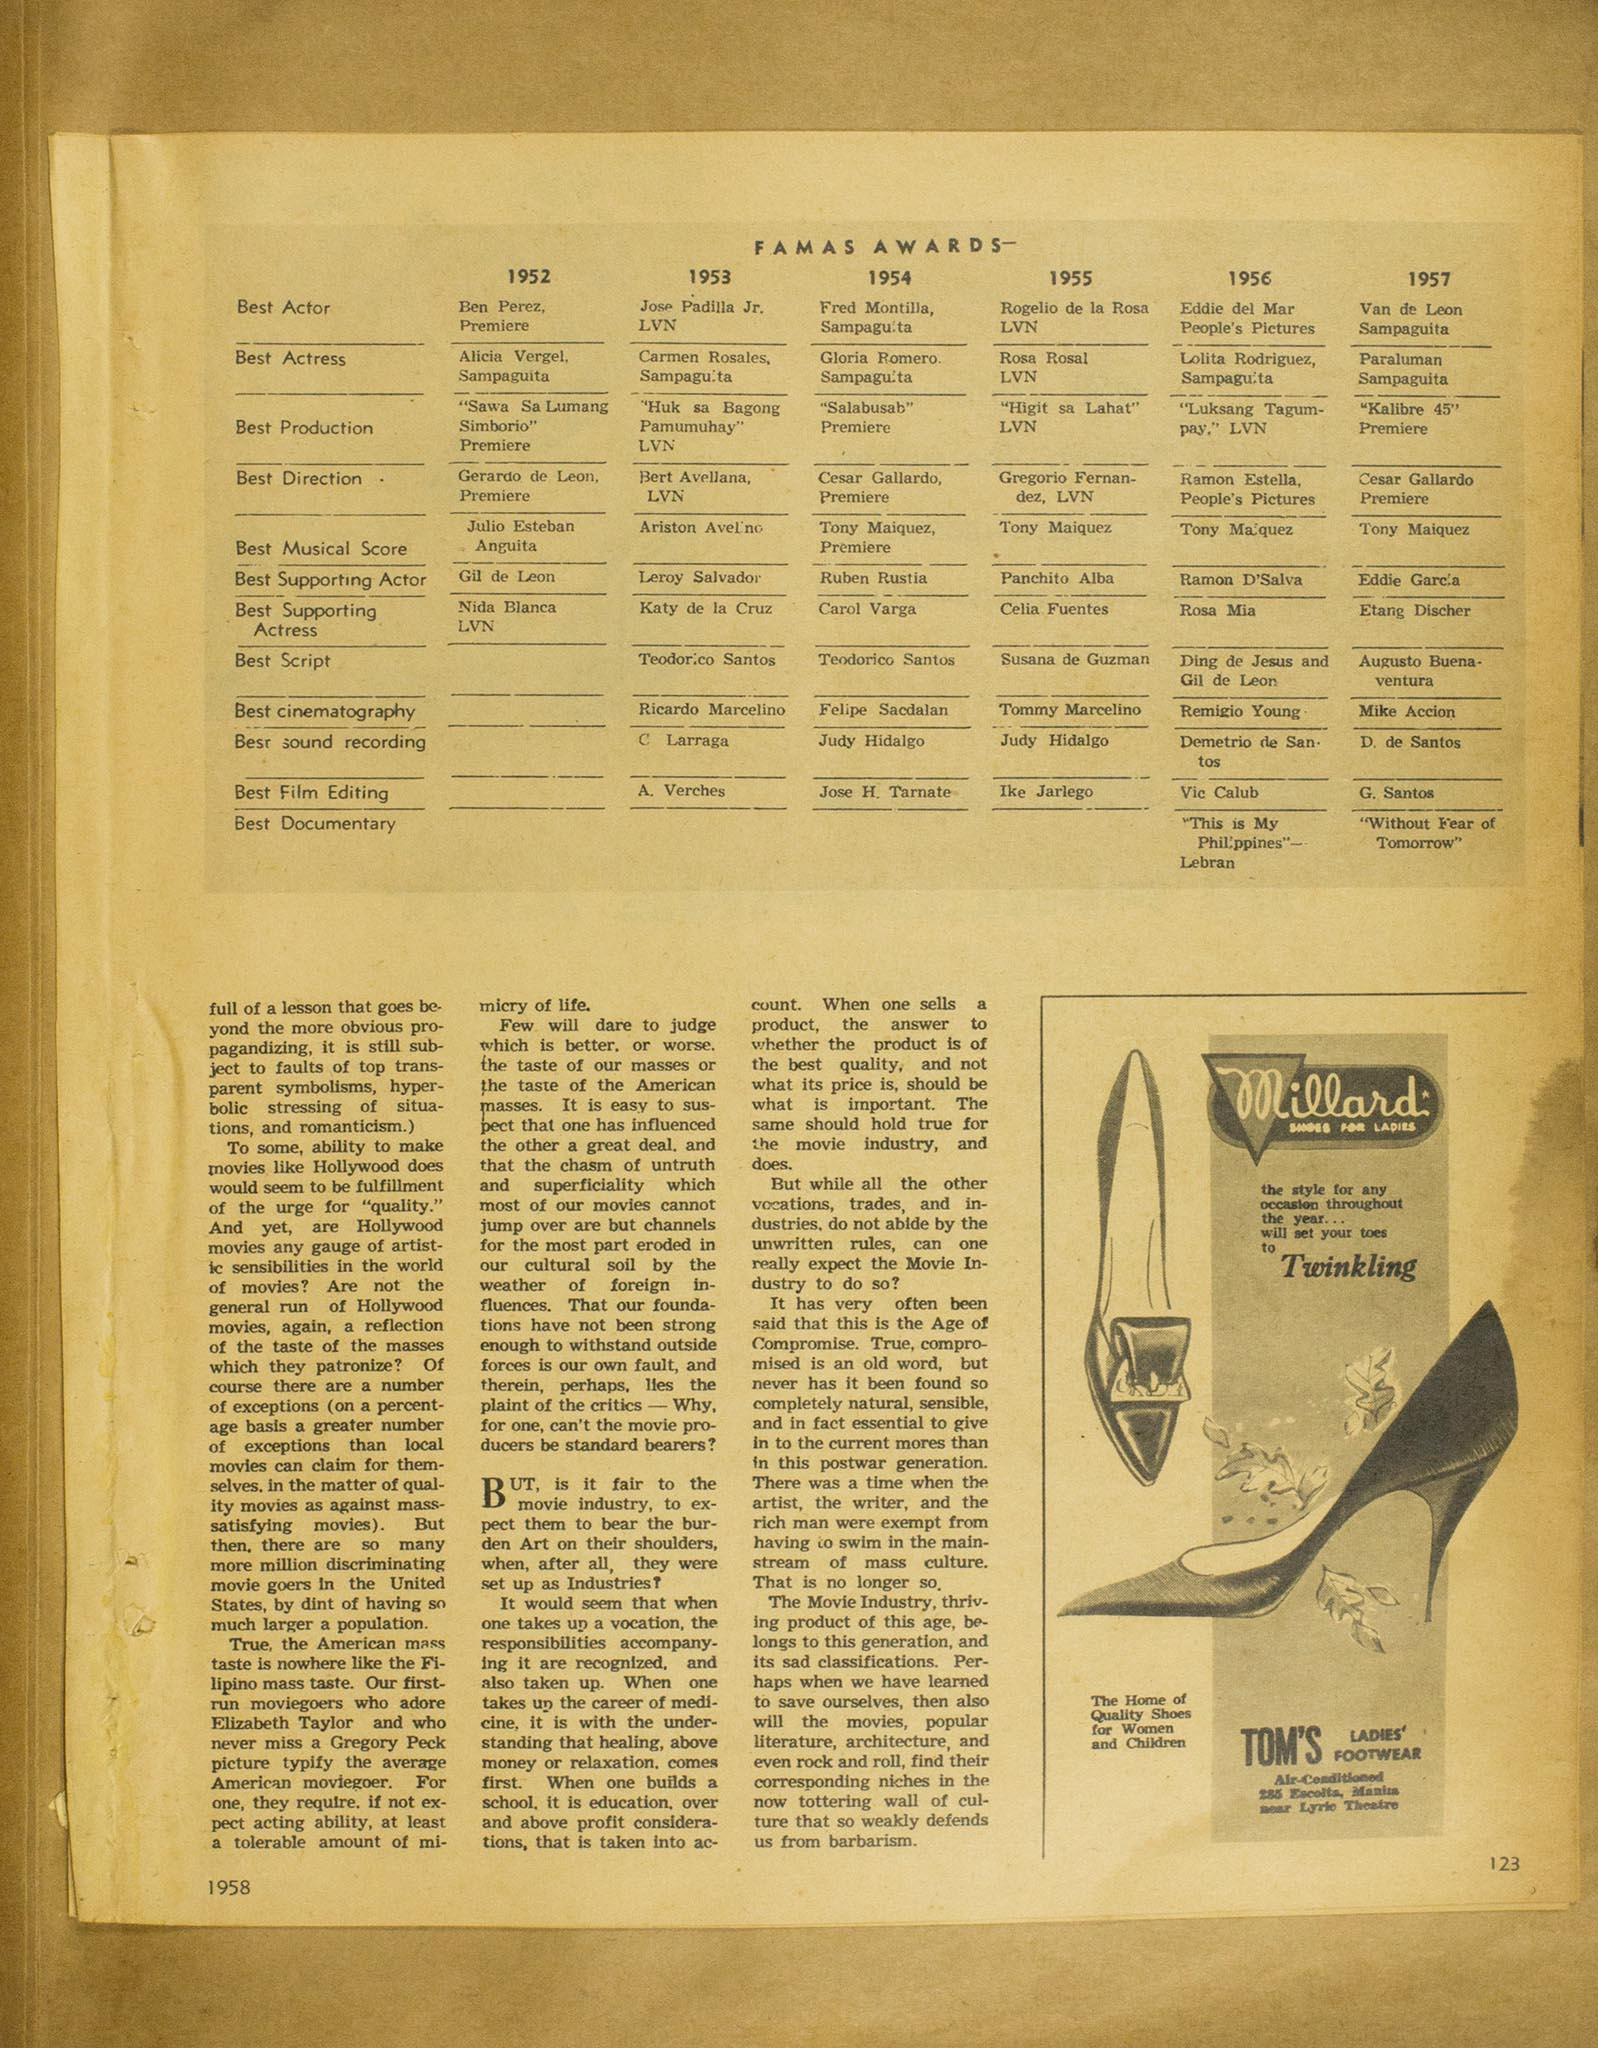 FAMAS AWARDS—
1952 1953 1954 1955 1956 1957
Best Actor
Ben Perez,
Premiere
Jose Padilla Jr.
LVN
Fred Montilla,
Sampaguita
Rogelio de la Rosa
LVN
Eddie del Mar
People's Pictures
Van de Leon
Sampaguita
Best Actress
Alicia Vergel,
Sampaguita
Carmen Rosales,
Sampaguita
Gloria Romero.
Sampaguita
Rosa Rosal
LVN
Lolita Rodriguez,
Sampaguita
Paraluman
Sampaguita
Best Production
"Sawa Sa Lumang
Simborio"
Premiere
"Huk sa Bagong
Pamumuhay"
LVN
"Salabusab"
Premiere
"Higit sa Lahat"
LVN
"Luksang Tagum-
pay," LVN
"Kalibre 45"
Premiere
Best Direction
Gerardo de Leon,
Premiere
Bert Avellana,
LVN
Cesar Gallardo,
Premiere
Gregorio Fernan-
dez, LVN
Ramon Estella,
People's Pictures
Cesar Gallardo
Premiere
Best Musical Score
Julio Esteban
Anguita
Ariston Avelino
Tony Maiquez,
Premiere
Tony Maiquez
Tony Maiquez
Tony Maiquez
Best Supporting Actor
Gil de Leon
Leroy Salvador
Ruben Rustia
Panchito Alba
Ramon D'Salva
Eddie Garcia
Best Supporting
Actress
Nida Blanca
LVN
Katy de la Cruz
Carol Varga
Celia Fuentes
Rosa Mia
Etang Discher
Best Script
Teodorico Santos
Teodorico Santos
Susana de Guzman
Ding de Jesus and
Gil de Leon
Augusto Buena-
ventura
Best cinematography
Ricardo Marcelino
Felipe Sacdalan
Tommy Marcelino
Remigio Young
Mike Accion
Best sound recording
C Larraga
Judy Hidalgo
Judy Hidalgo
Demetrio de San-
tos
D. de Santos
Best Film Editing
A. Verches
Jose H. Tarnate
Ike Jarlego
Vic Calub
G. Santos
Best Documentary
"This is My
Philippines"—
Lebran
"Without Fear of
Tomorrow"
full of a lesson that goes be-
yond the more obvious pro-
pagandizing, it is still sub-
ject to faults of top trans-
parent symbolisms, hyper-
bolic stressing of situa-
tions, and romanticism.)
To some, ability to make
movies like Hollywood does
would seem to be fulfillment
of the urge for "quality."
And yet, are Hollywood
movies any gauge of artist-
ic sensibilities in the world
of movies? Are not the
general run of Hollywood
movies, again, a reflection
of the taste of the masses
which they patronize? Of
course there are a number
of exceptions (on a percent-
age basis a greater number
of exceptions than local
movies can claim for them-
selves, in the matter of qual-
ity movies as against mass-
satisfying movies). But
then, there are so many
more million discriminating
movie goers in the United
States, by dint of having so
much larger a population.
True, the American mass
taste is nowhere like the Fi-
lipino mass taste. Our first-
run moviegoers who adore
Elizabeth Taylor and who
never miss a Gregory Peck
picture typify the average
American moviegoer. For
one, they require, if not ex-
pect acting ability, at least
a tolerable amount of mi-
micry of life.
Few will dare to judge
which is better, or worse,
the taste of our masses or
the taste of the American
masses. It is easy to sus-
pect that one has influenced
the other a great deal, and
that the chasm of untruth
and superficiality which
most of our movies cannot
jump over are but channels
for the most part eroded in
our cultural soil by the
weather of foreign in-
fluences. That our founda-
tions have not been strong
enough to withstand outside
forces is our own fault, and
therein, perhaps, lies the
plaint of the critics — Why,
for one, can't the movie pro-
ducers be standard bearers?
BUT, is it fair to the
movie industry, to ex-
pect them to bear the bur-
den Art on their shoulders,
when, after all, they were
set up as Industries?
It would seem that when
one takes up a vocation, the
responsibilities accompany-
ing it are recognized, and
also taken up. When one
takes up the career of medi-
cine, it is with the under-
standing that healing, above
money or relaxation, comes
first. When one builds a
school, it is education, over
and above profit considera-
tions, that is taken into ac-
count. When one sells a
product, the answer to
whether the product is of
the best quality, and not
what its price is, should be
what is important. The
same should hold true for
the movie industry, and
does.
But while all the other
vocations, trades, and in-
dustries, do not abide by the
unwritten rules, can one
really expect the Movie In-
dustry to do so?
It has very often been
said that this is the Age of
Compromise. True, compro-
mised is an old word, but
never has it been found so
completely natural, sensible,
and in fact essential to give
in to the current mores than
in this postwar generation.
There was a time when the
artist, the writer, and the
rich man were exempt from
having to swim in the main-
stream of mass culture.
That is no longer so.
The Movie Industry, thriv-
ing product of this age, be-
longs to this generation, and
its sad classifications. Per-
haps when we have learned
to save ourselves, then also
will the movies, popular
literature, architecture, and
even rock and roll, find their
corresponding niches in the
now tottering wall of cul-
ture that so weakly defends
us from barbarism.
Millard
SHOES FOR LADIES
the style for any
occasion throughout
the year...
will set your toes
to
Twinkling
The Home of
Quality Shoes
for Women
and Children
TOM'S LADIES'
FOOTWEAR
Air-Conditioned
285 Escolta, Manila
near Lyric Theatre
1958
123